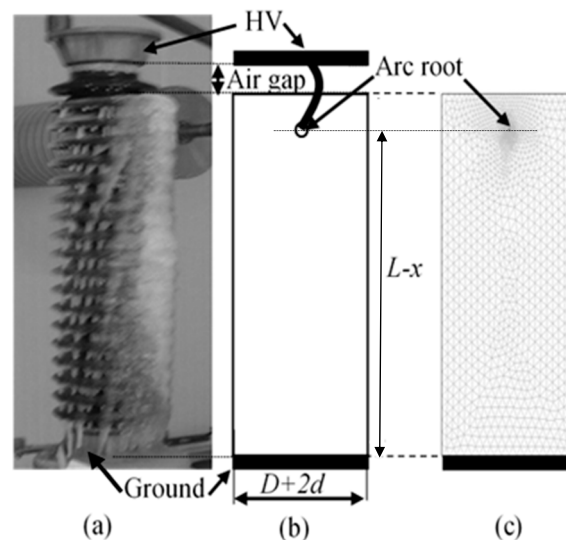 HV
Air gap
Arc root
L-x
Ground
D+2d
(a)
(b)
(c)